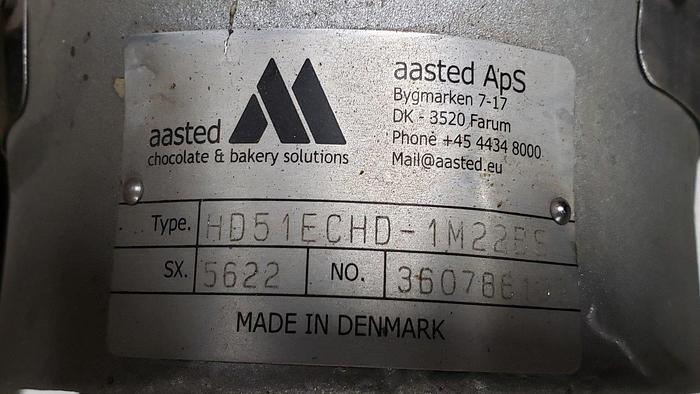 aasted
chocolate & bakery solutions
aasted ApS
Bygmarken 7-17
DK - 3520 Farum
Phone +45 4434 8000
Mail@aasted.eu
Type. HD51ECHD-1M22BS
SX. 5622 NO.
MADE IN DENMARK